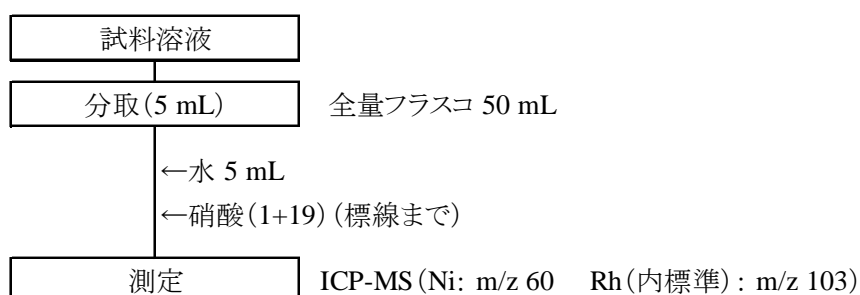 試料溶液
分取(5 mL) 全量フラスコ 50 mL
←水 5 mL
←硝酸(1+19)(標線まで)
測定 ICP-MS(Ni: m/z 60 Rh(内標準): m/z 103)